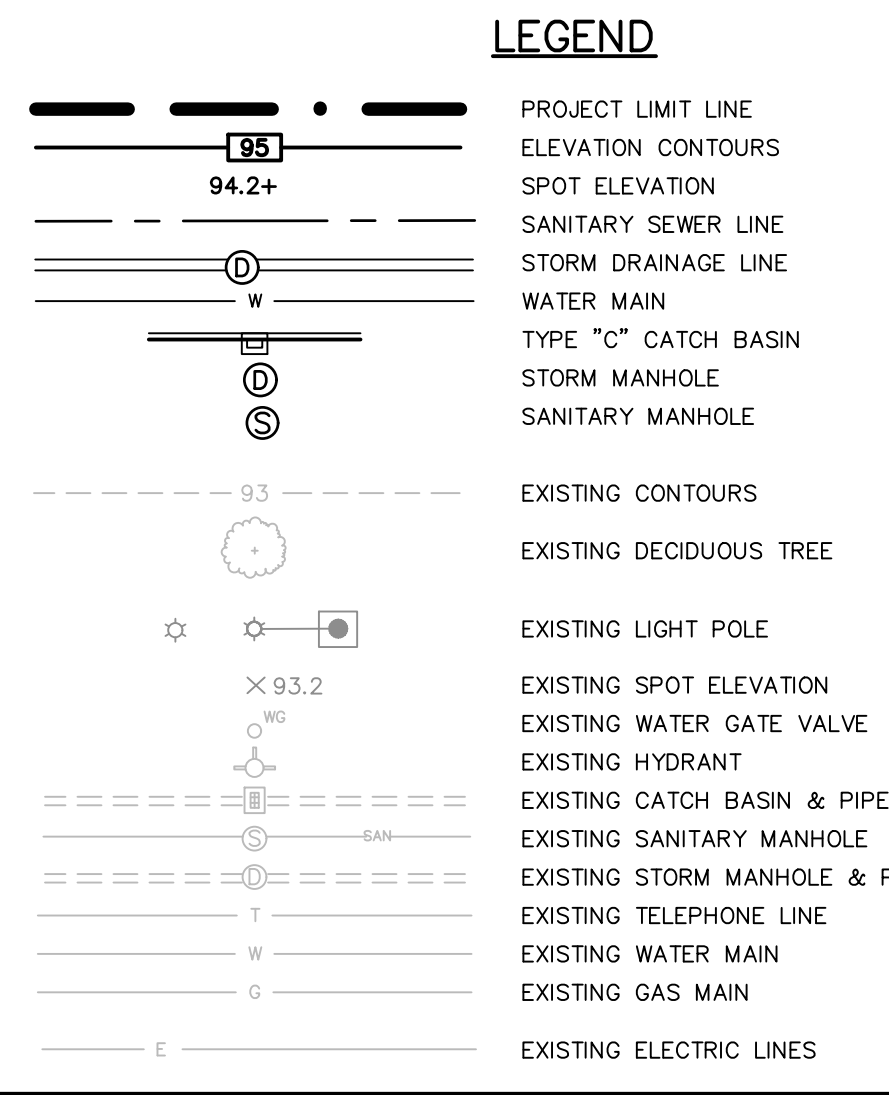 LEGEND
PROJECT LIMIT LINE
95 ELEVATION CONTOURS
94.2+ SPOT ELEVATION
SANITARY SEWER LINE
D STORM DRAINAGE LINE
W WATER MAIN
TYPE "C" CATCH BASIN
D STORM MANHOLE
S SANITARY MANHOLE
93 EXISTING CONTOURS
EXISTING DECIDUOUS TREE
EXISTING LIGHT POLE
93.2 EXISTING SPOT ELEVATION
WG EXISTING WATER GATE VALVE
EXISTING HYDRANT
EXISTING CATCH BASIN & PIPE
S SAN EXISTING SANITARY MANHOLE
D EXISTING STORM MANHOLE &
T EXISTING TELEPHONE LINE
W EXISTING WATER MAIN
G EXISTING GAS MAIN
E EXISTING ELECTRIC LINES